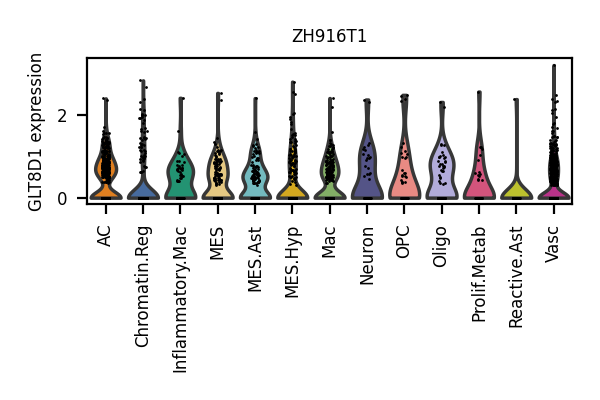 ZH916T1
GLT8D1 expression
2
0
AC
Chromatin.Reg
Inflammatory.Mac
MES
MES.Ast
MES.Hyp
Mac
Neuron
OPC
Oligo
Prolif.Metab
Reactive.Ast
Vasc